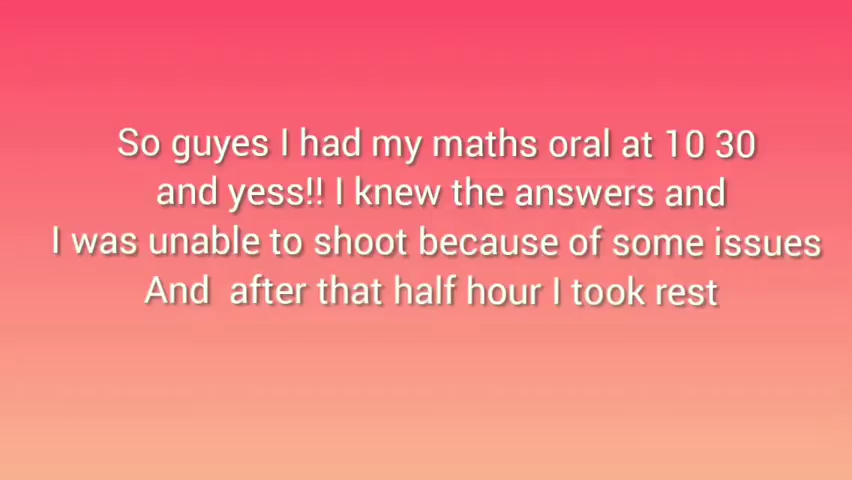 So guyes I had my maths oral at 10 30
and yess!! I knew the answers and
I was unable to shoot because of some issues
And  after that half hour I took rest